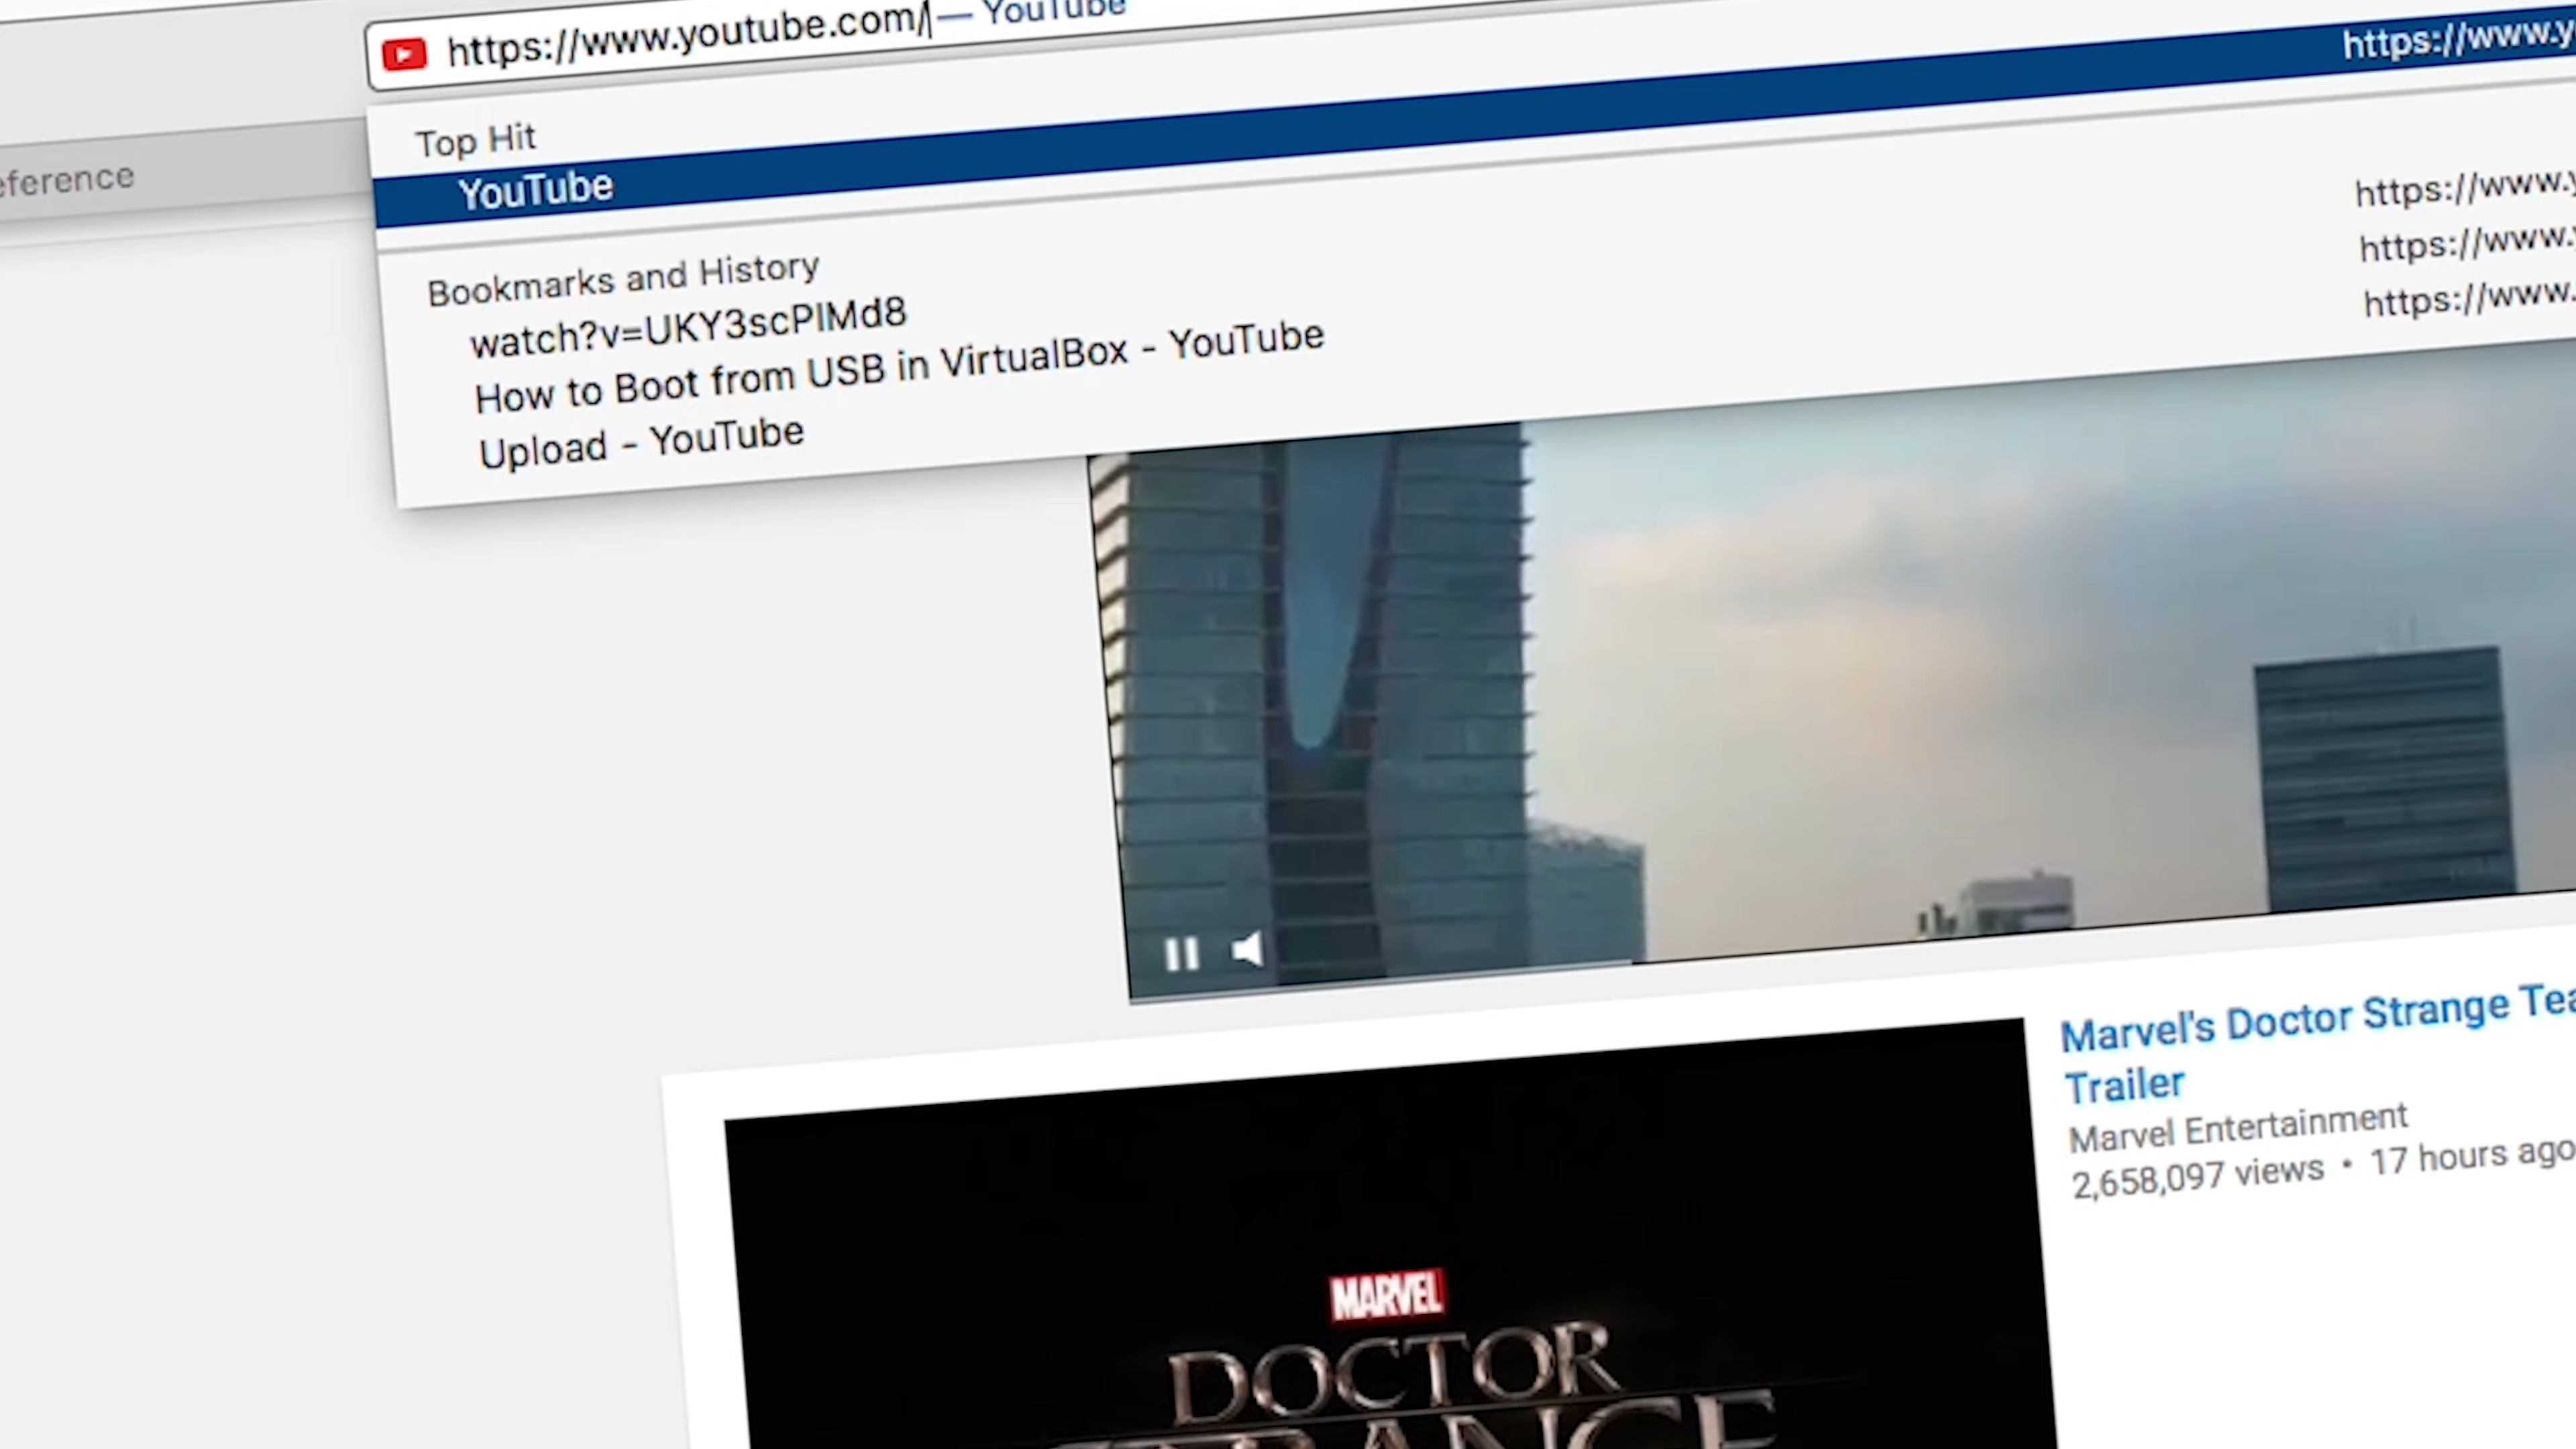 https://www.youtube.com/ — YouTube
Top Hit
YouTube
https://www.y
eference
Bookmarks and History
watch?v=UKY3scPIMd8
https://www.y
How to Boot from USB in VirtualBox - YouTube
https://www.y
Upload - YouTube
https://www.
Marvel's Doctor Strange Tea
Trailer
Marvel Entertainment
2,658,097 views • 17 hours ago
MARVEL
DOCTOR
STRANGE